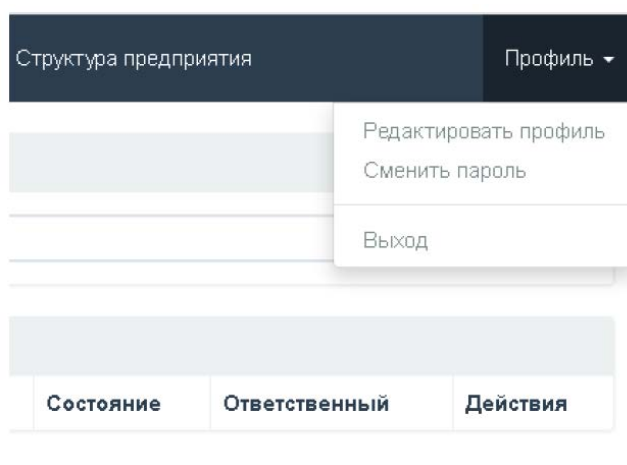 Структура предприятия Профиль
Редактировать профиль
Сменить пароль
Выход
Состояние Ответственный Действия